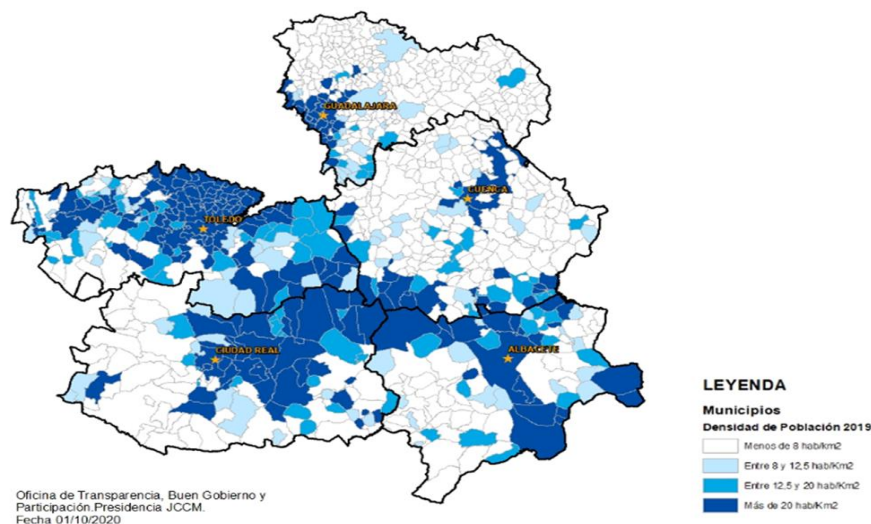 GUADALAJARA
CUENCA
TOLEDO
CIUDAD REAL
ALBACETE
LEYENDA
Municipios
Densidad de Población 2019
Menos de 8 hab/km2
Entre 8 y 12,5 hab/Km2
Entre 12,5 y 20 hab/Km2
Más de 20 hab/Km2
Oficina de Transparencia, Buen Gobierno y
Participación.Presidencia JCCM.
Fecha 01/10/2020